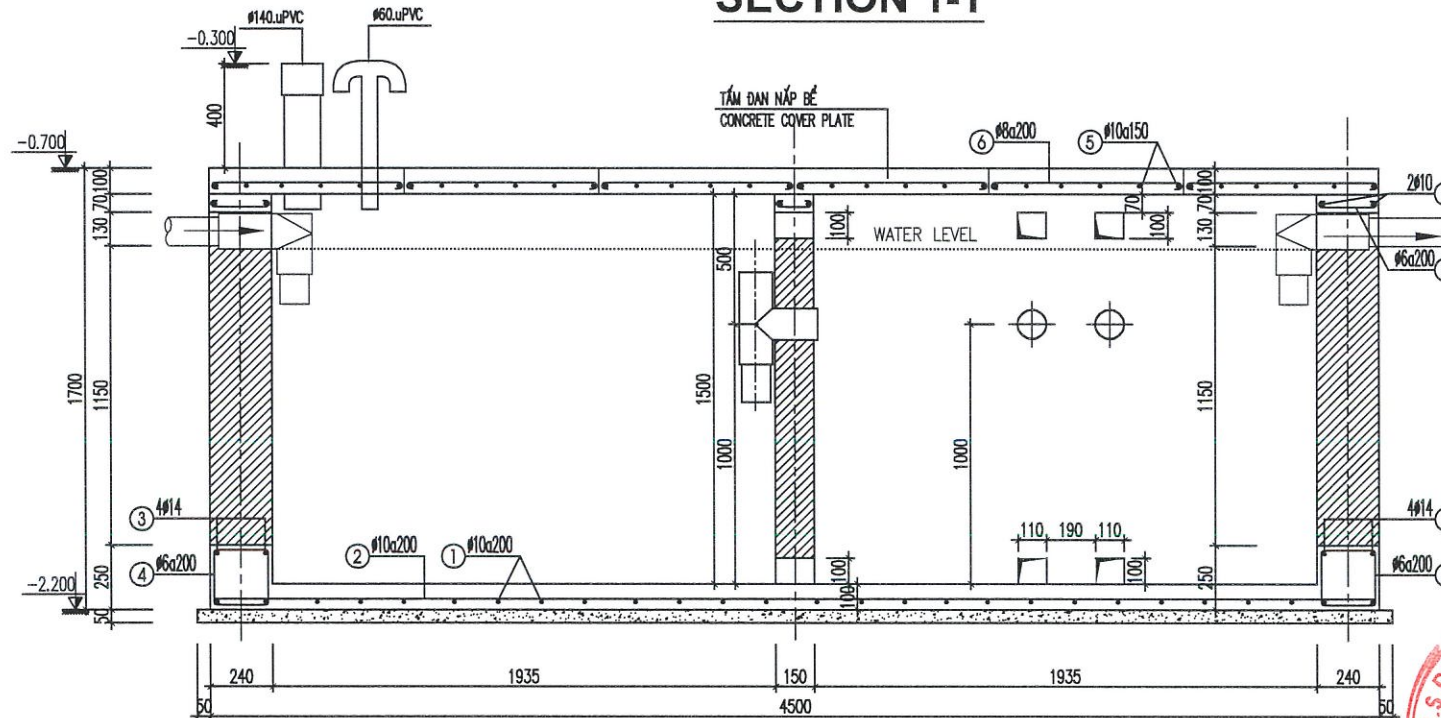 SECTION 1-1
ø140.uPVC
ø60.uPVC
-0.300
400
TẤM ĐAN NẮP BỂ
CONCRETE COVER PLATE
6 ø8a200
5 ø10a150
-0.700
100
70
130
1150
250
50
1700
WATER LEVEL
500
1000
1500
100
70
100
1000
110 190 110
100
100
100
70
130
1150
250
2ø10
ø6a200
3 4ø14
4 ø6a200
2 ø10a200
1 ø10a200
4ø14
ø6a200
-2.200
240 1935 150 1935 240
50 4500 50